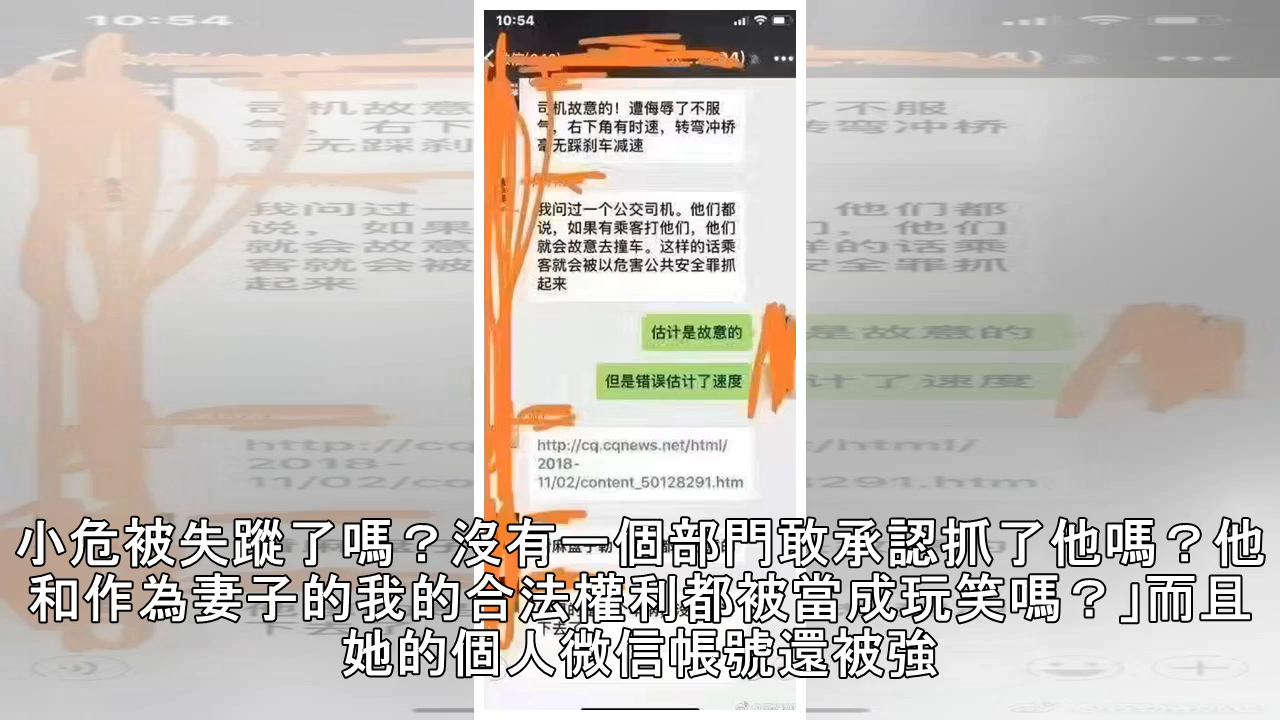 10:54
司机故意的！遭侮辱了不服
气，右下角有时速，转弯冲桥
毫无踩刹车减速
我问过一个公交司机。他们都
说，如果有乘客打他们，他们
就会故意去撞车。这样的话乘
客就会被以危害公共安全罪抓
起来
估计是故意的
但是错误估计了速度
http://cq.cqnews.net/html/
2018-
11/02/content_50128291.htm
小危被失蹤了嗎？沒有一個部門敢承認抓了他嗎？他
和作為妻子的我的合法權利都被當成玩笑嗎？」而且
她的個人微信帳號還被強